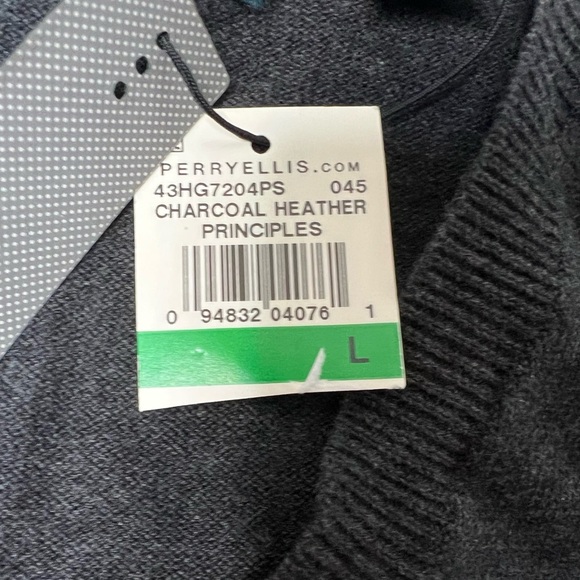 PERRYELLIS.COM
43HG7204PS 045
CHARCOAL HEATHER
PRINCIPLES
0 94832 04076 1
L